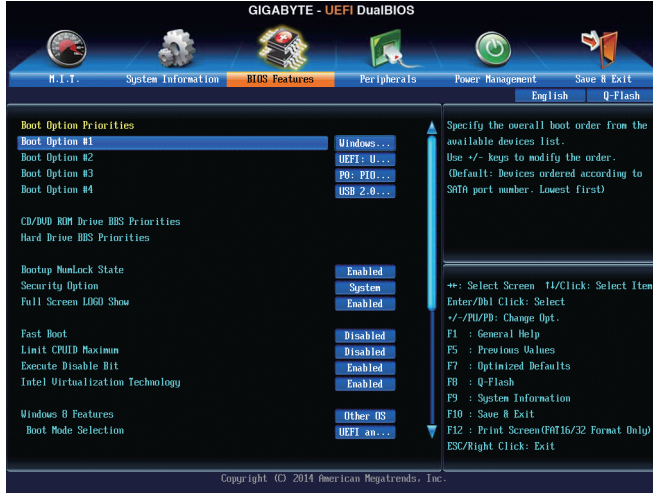 GIGABYTE - UEFI DualBIOS
M.I.T.
System Information
BIOS Features
Peripherals
Power Management
Save & Exit
English
Q-Flash
Boot Option Priorities
Boot Option #1 Windows...
Boot Option #2 UEFI: U...
Boot Option #3 P0: PIO...
Boot Option #4 USB 2.0...
CD/DVD ROM Drive BBS Priorities
Hard Drive BBS Priorities
Bootup NumLock State Enabled
Security Option System
Full Screen LOGO Show Enabled
Fast Boot Disabled
Limit CPUID Maximum Disabled
Execute Disable Bit Enabled
Intel Virtualization Technology Enabled
Windows 8 Features Other OS
Boot Mode Selection UEFI an...
Specify the overall boot order from the
available devices list.
Use +/- keys to modify the order.
(Default: Devices ordered according to
SATA port number. Lowest first)
→←: Select Screen ↑↓/Click: Select Item
Enter/Dbl Click: Select
+/-/PU/PD: Change Opt.
F1 : General Help
F5 : Previous Values
F7 : Optimized Defaults
F8 : Q-Flash
F9 : System Information
F10 : Save & Exit
F12 : Print Screen(FAT16/32 Format Only)
ESC/Right Click: Exit
Copyright (C) 2014 American Megatrends, Inc.